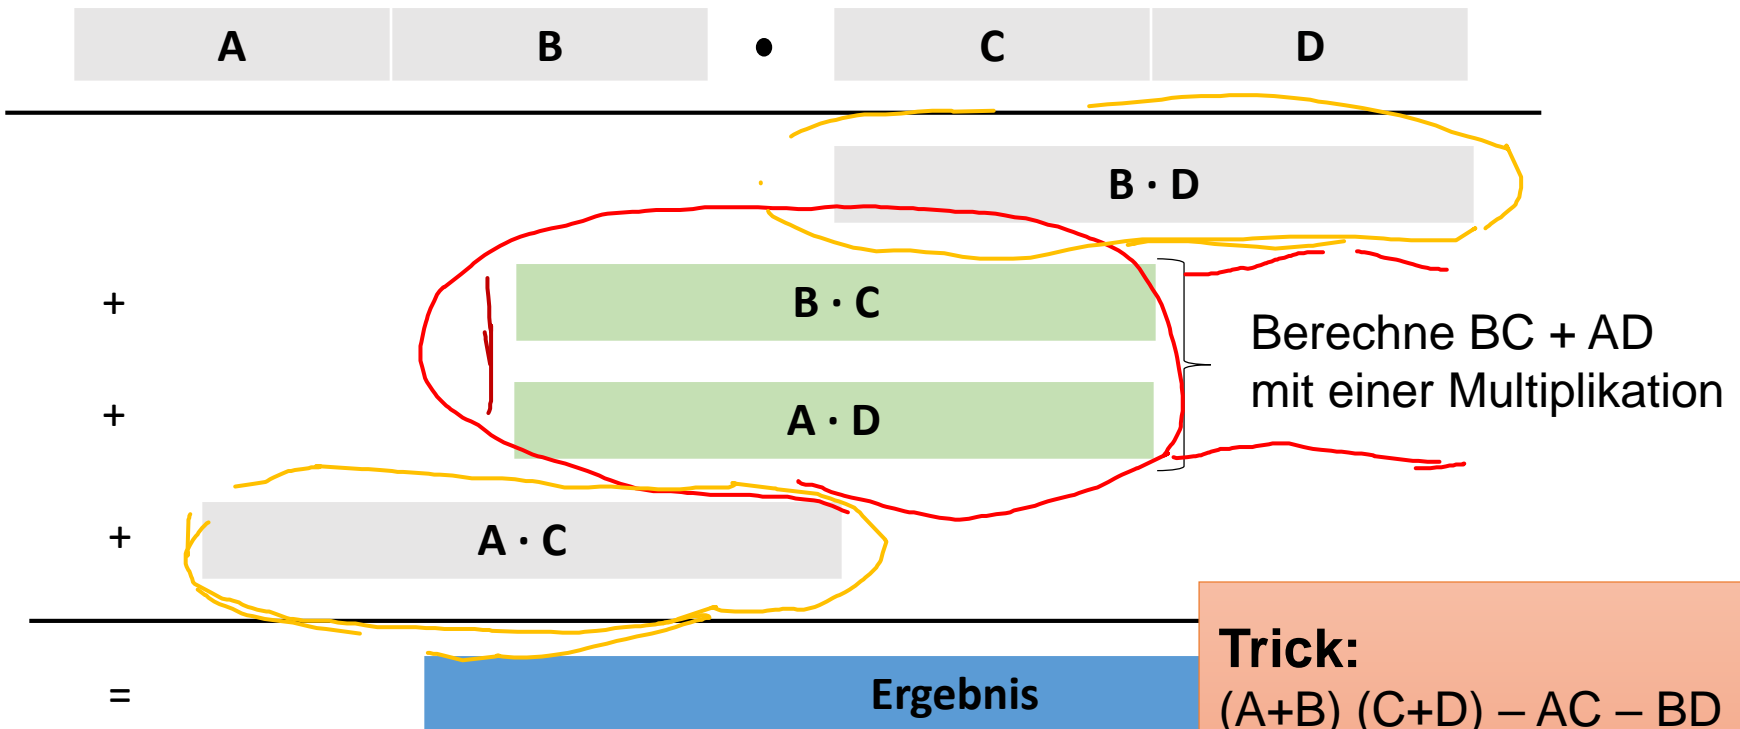 A B • C D
B · D
+ B · C
Berechne BC + AD
mit einer Multiplikation
+ A · D
+ A · C
= Ergebnis
Trick:
(A+B) (C+D) – AC – BD